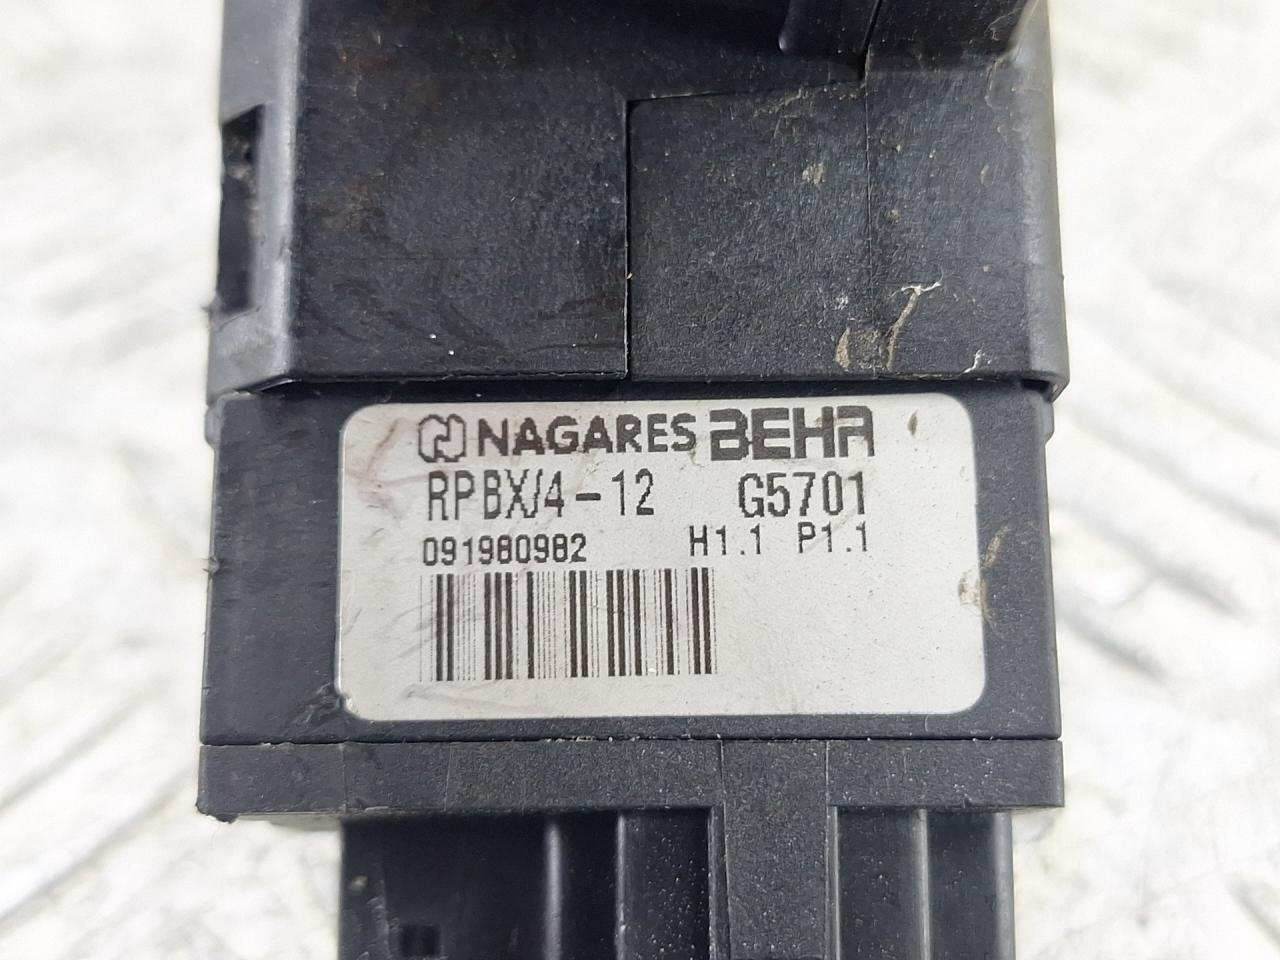 NAGARES BEHR
RPBX/4-12 G5701
091980982 H1.1 P1.1